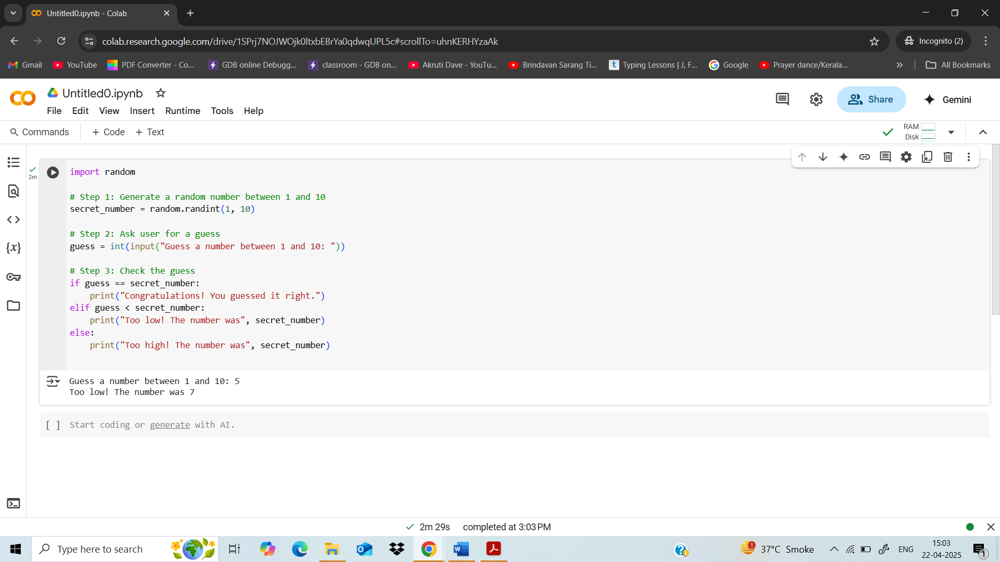 Untitled0.ipynb - Colab
colab.research.google.com/drive/1SPrj7NOJWOjk0ltxbEBrYa0qdwqUPL5c#scrollTo=uhnKERHYzaAk
Incognito (2)
Gmail YouTube PDF Converter - Co... GDB online Debugg... classroom - GDB on... Akruti Dave - YouTu... Brindavan Sarang Ti... Typing Lessons | J, F... Google Prayer dance/Kerala... All Bookmarks
Untitled0.ipynb
File Edit View Insert Runtime Tools Help
Share
Gemini
Commands + Code + Text
RAM
Disk
2m
import random
# Step 1: Generate a random number between 1 and 10
secret_number = random.randint(1, 10)
# Step 2: Ask user for a guess
guess = int(input("Guess a number between 1 and 10: "))
# Step 3: Check the guess
if guess == secret_number:
    print("Congratulations! You guessed it right.")
elif guess < secret_number:
    print("Too low! The number was", secret_number)
else:
    print("Too high! The number was", secret_number)
Guess a number between 1 and 10: 5
Too low! The number was 7
[ ] Start coding or generate with AI.
2m 29s completed at 3:03 PM
Type here to search
1
37°C Smoke
ENG
15:03
22-04-2025
1